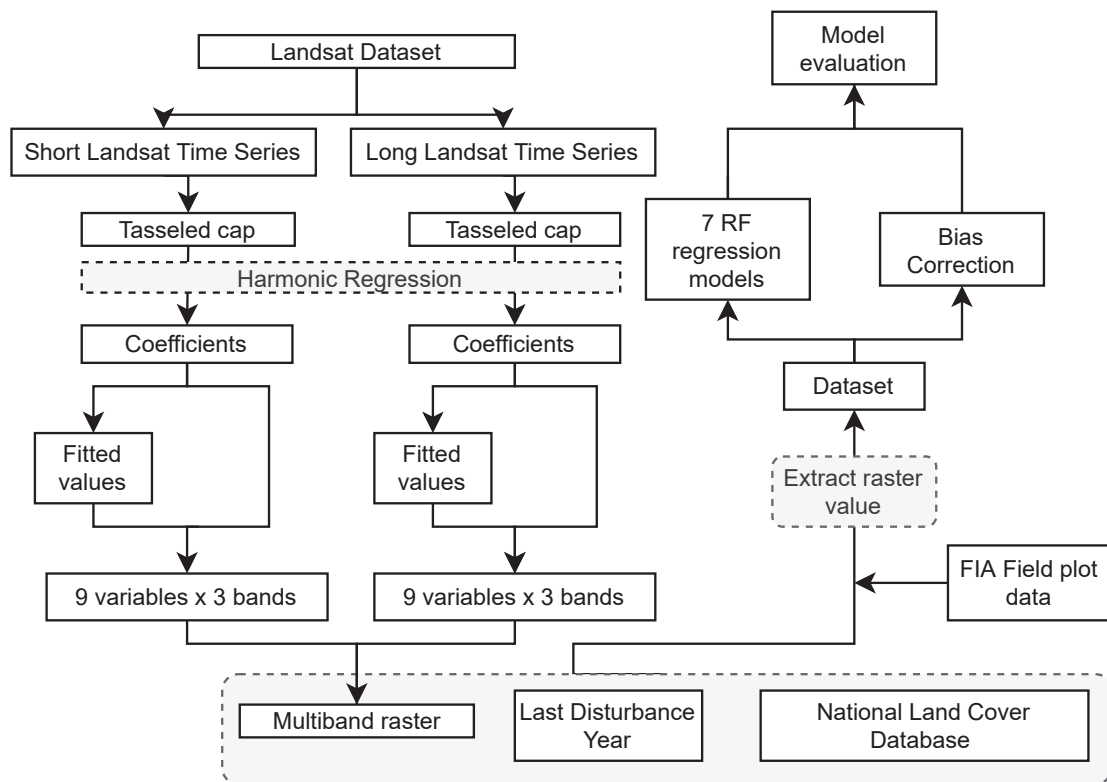 Landsat Dataset
Short Landsat Time Series
Long Landsat Time Series
Tasseled cap
Tasseled cap
Harmonic Regression
Coefficients
Coefficients
Fitted
values
Fitted
values
9 variables x 3 bands
9 variables x 3 bands
Multiband raster
Last Disturbance
Year
National Land Cover
Database
FIA Field plot
data
Extract raster
value
Dataset
7 RF
regression
models
Bias
Correction
Model
evaluation